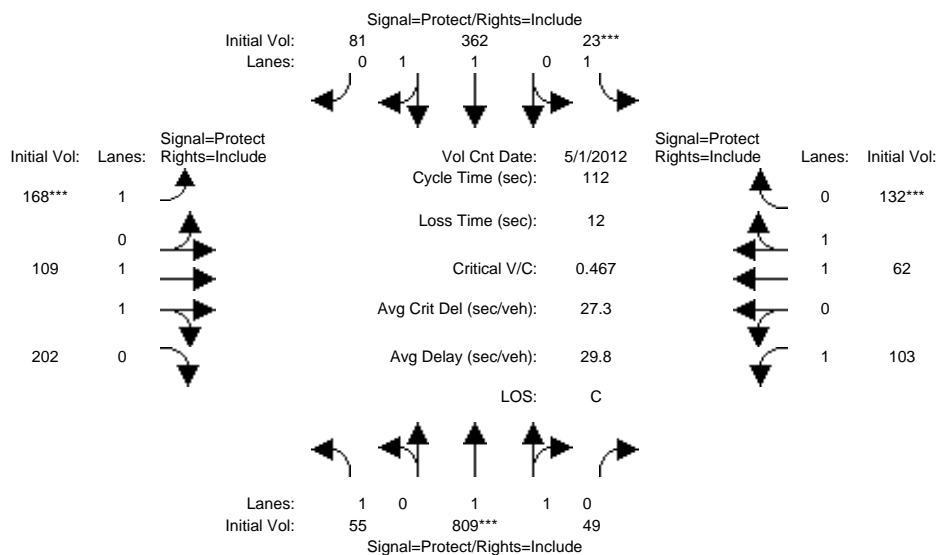 Signal=Protect/Rights=Include
Initial Vol: 81 362 23***
Lanes: 0 1 1 0 1
Signal=Protect
Initial Vol: Lanes: Rights=Include
Vol Cnt Date: 5/1/2012
Signal=Protect
Rights=Include Lanes: Initial Vol:
Cycle Time (sec): 112
168*** 1
0 132***
Loss Time (sec): 12
0
1
109 1
Critical V/C: 0.467
1 62
1
Avg Crit Del (sec/veh): 27.3
0
202 0
Avg Delay (sec/veh): 29.8
1 103
LOS: C
Lanes: 1 0 1 1 0
Initial Vol: 55 809*** 49
Signal=Protect/Rights=Include